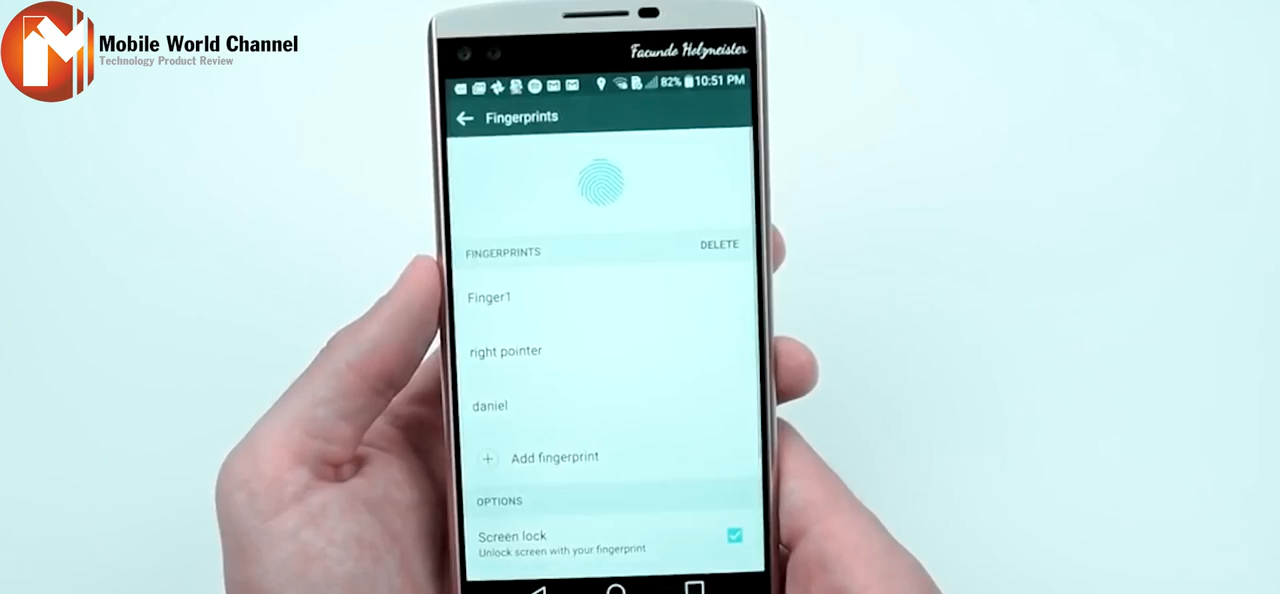 Mobile World Channel
Technology Product Review
Facundo Holzmeister
82% 10:51 PM
Fingerprints
FINGERPRINTS DELETE
Finger1
right pointer
daniel
+ Add fingerprint
OPTIONS
Screen lock
Unlock screen with your fingerprint